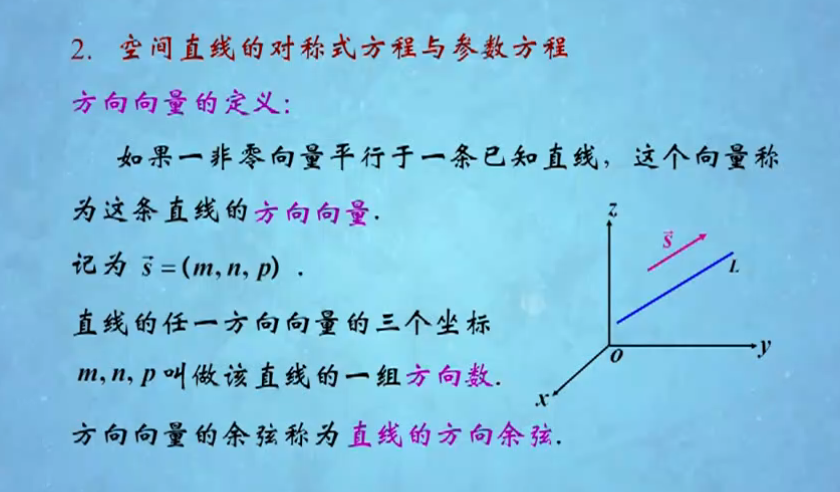 2. 空间直线的对称式方程与参数方程
方向向量的定义:
如果一非零向量平行于一条已知直线, 这个向量称
为这条直线的方向向量.
记为 s⃗ = (m, n, p) .
直线的任一方向向量的三个坐标
m, n, p 叫做该直线的一组方向数.
方向向量的余弦称为直线的方向余弦.
z
s⃗
L
o
y
x